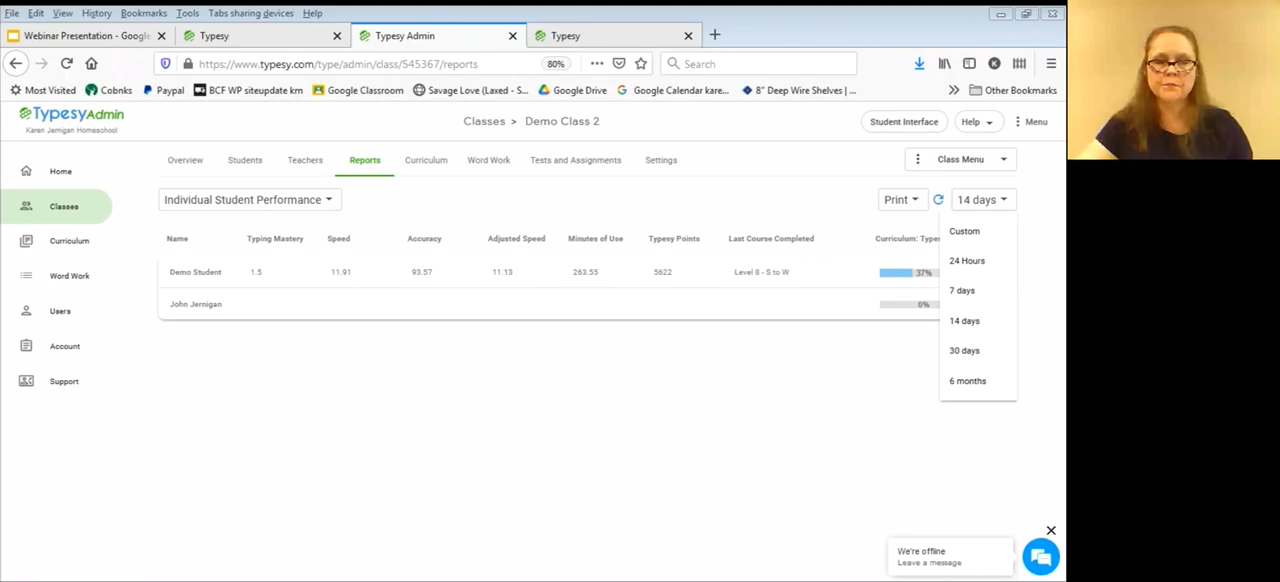 File Edit View History Bookmarks Tools Tabs sharing devices Help
Webinar Presentation - Google
Typesy
Typesy Admin
Typesy
https://www.typesy.com/type/admin/class/545367/reports
80%
Search
Most Visited Cobnks Paypal BCF WP siteupdate km Google Classroom Savage Love (Laxed - S... Google Drive Google Calendar kare... 8" Deep Wire Shelves | ... Other Bookmarks
TypesyAdmin
Karen Jernigan Homeschool
Classes > Demo Class 2
Student Interface Help Menu
Overview Students Teachers Reports Curriculum Word Work Tests and Assignments Settings Class Menu
Home
Classes
Curriculum
Word Work
Users
Account
Support
Individual Student Performance
Print 14 days
Name Typing Mastery Speed Accuracy Adjusted Speed Minutes of Use Typesy Points Last Course Completed Curriculum: Types
Demo Student 1.5 11.91 93.57 11.13 263.55 5622 Level 8 - S to W 37%
John Jernigan 0%
Custom
24 Hours
7 days
14 days
30 days
6 months
We're offline
Leave a message